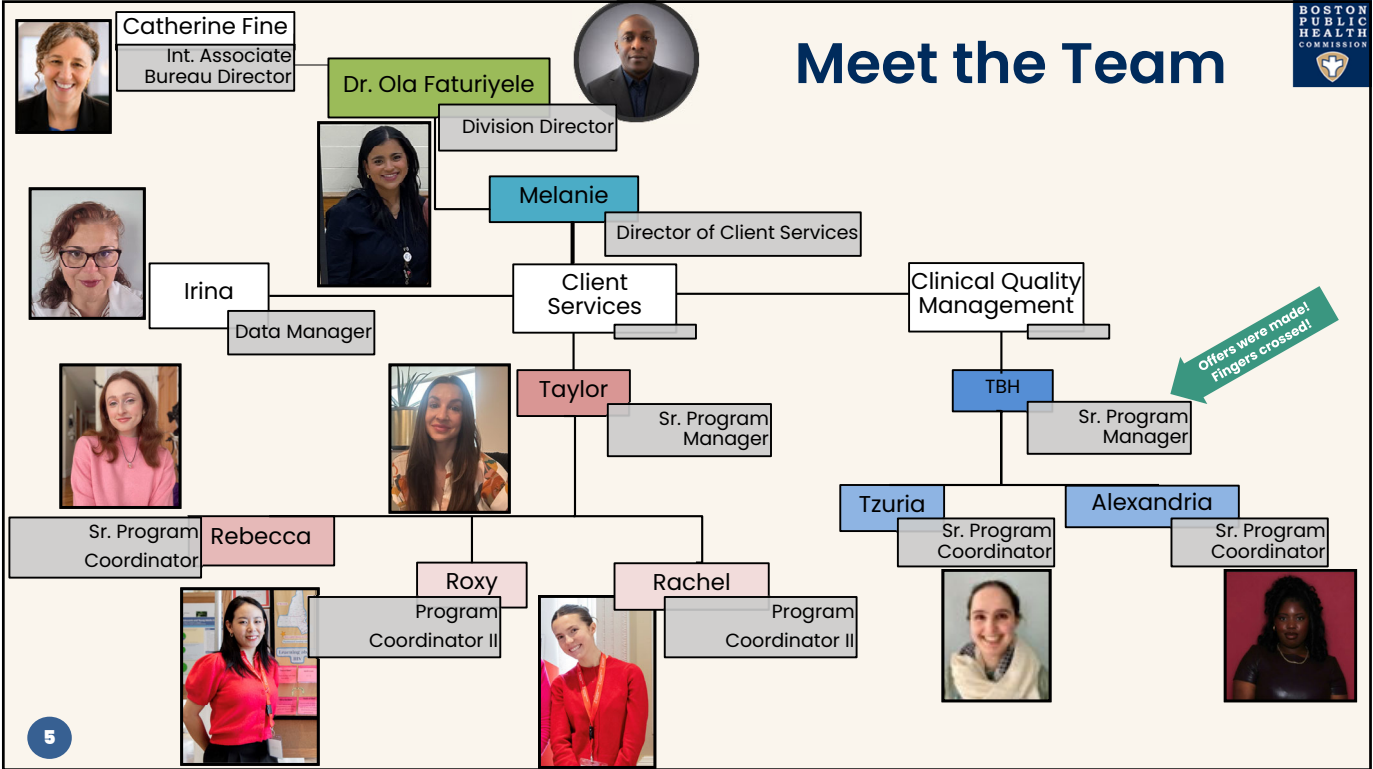 Catherine Fine
Int. Associate
Bureau Director
Dr. Ola Faturiyele
Division Director
Meet the Team
BOSTON
PUBLIC
HEALTH
COMMISSION
Melanie
Director of Client Services
Irina
Data Manager
Client
Services
Clinical Quality
Management
Offers were made!
Fingers crossed!
Taylor
Sr. Program
Manager
TBH
Sr. Program
Manager
Sr. Program
Coordinator
Rebecca
Roxy
Program
Coordinator II
Rachel
Program
Coordinator II
Tzuria
Sr. Program
Coordinator
Alexandria
Sr. Program
Coordinator
5